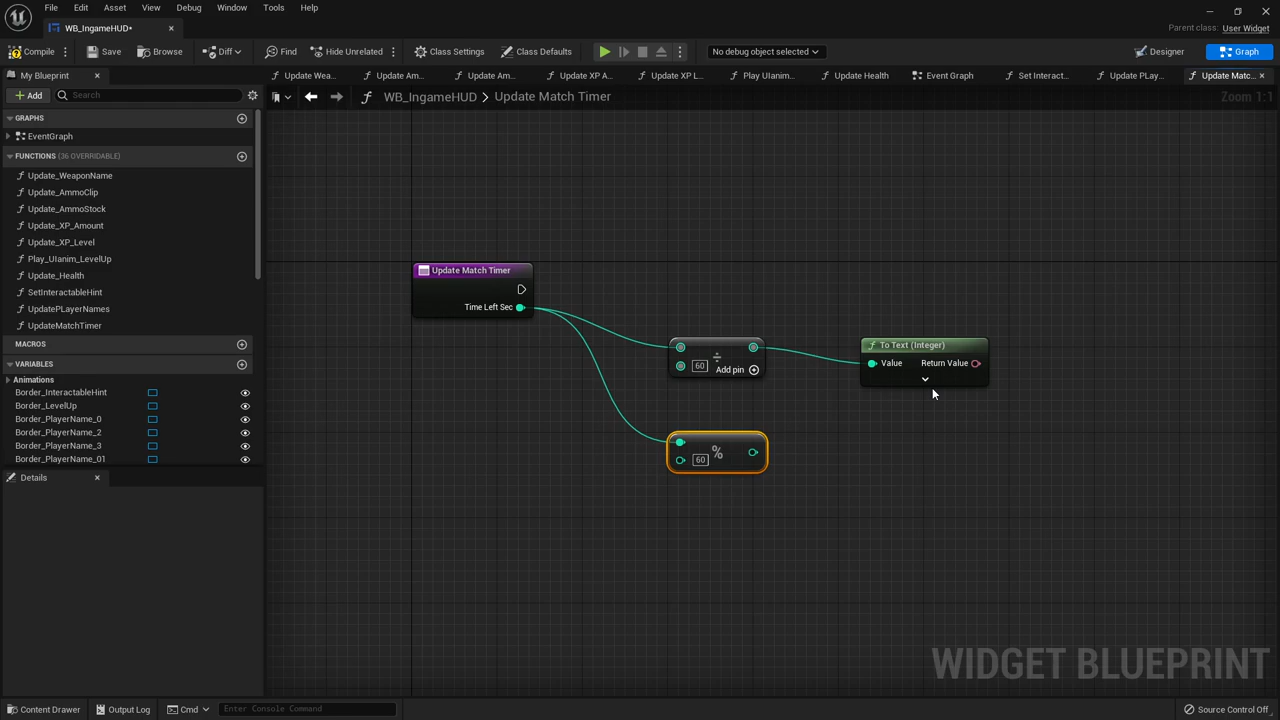 File Edit Asset View Debug Window Tools Help
WB_IngameHUD•
Parent class: User Widget
Compile Save Browse Diff Find Hide Unrelated Class Settings Class Defaults No debug object selected Designer Graph
My Blueprint
Update Wea... Update Am... Update Am... Update XP A... Update XP L... Play UIanim... Update Health Event Graph Set Interact... Update PLay... Update Matc...
Add Search
WB_IngameHUD > Update Match Timer
Zoom 1:1
GRAPHS
EventGraph
FUNCTIONS (36 OVERRIDABLE)
Update_WeaponName
Update_AmmoClip
Update_AmmoStock
Update_XP_Amount
Update_XP_Level
Play_UIanim_LevelUp
Update_Health
SetInteractableHint
UpdatePLayerNames
UpdateMatchTimer
MACROS
VARIABLES
Animations
Border_InteractableHint
Border_LevelUp
Border_PlayerName_0
Border_PlayerName_2
Border_PlayerName_3
Border_PlayerName_01
Details
Update Match Timer
Time Left Sec
÷
60
Add pin
%
60
To Text (Integer)
Value Return Value
WIDGET BLUEPRINT
Content Drawer Output Log Cmd Enter Console Command Source Control Off